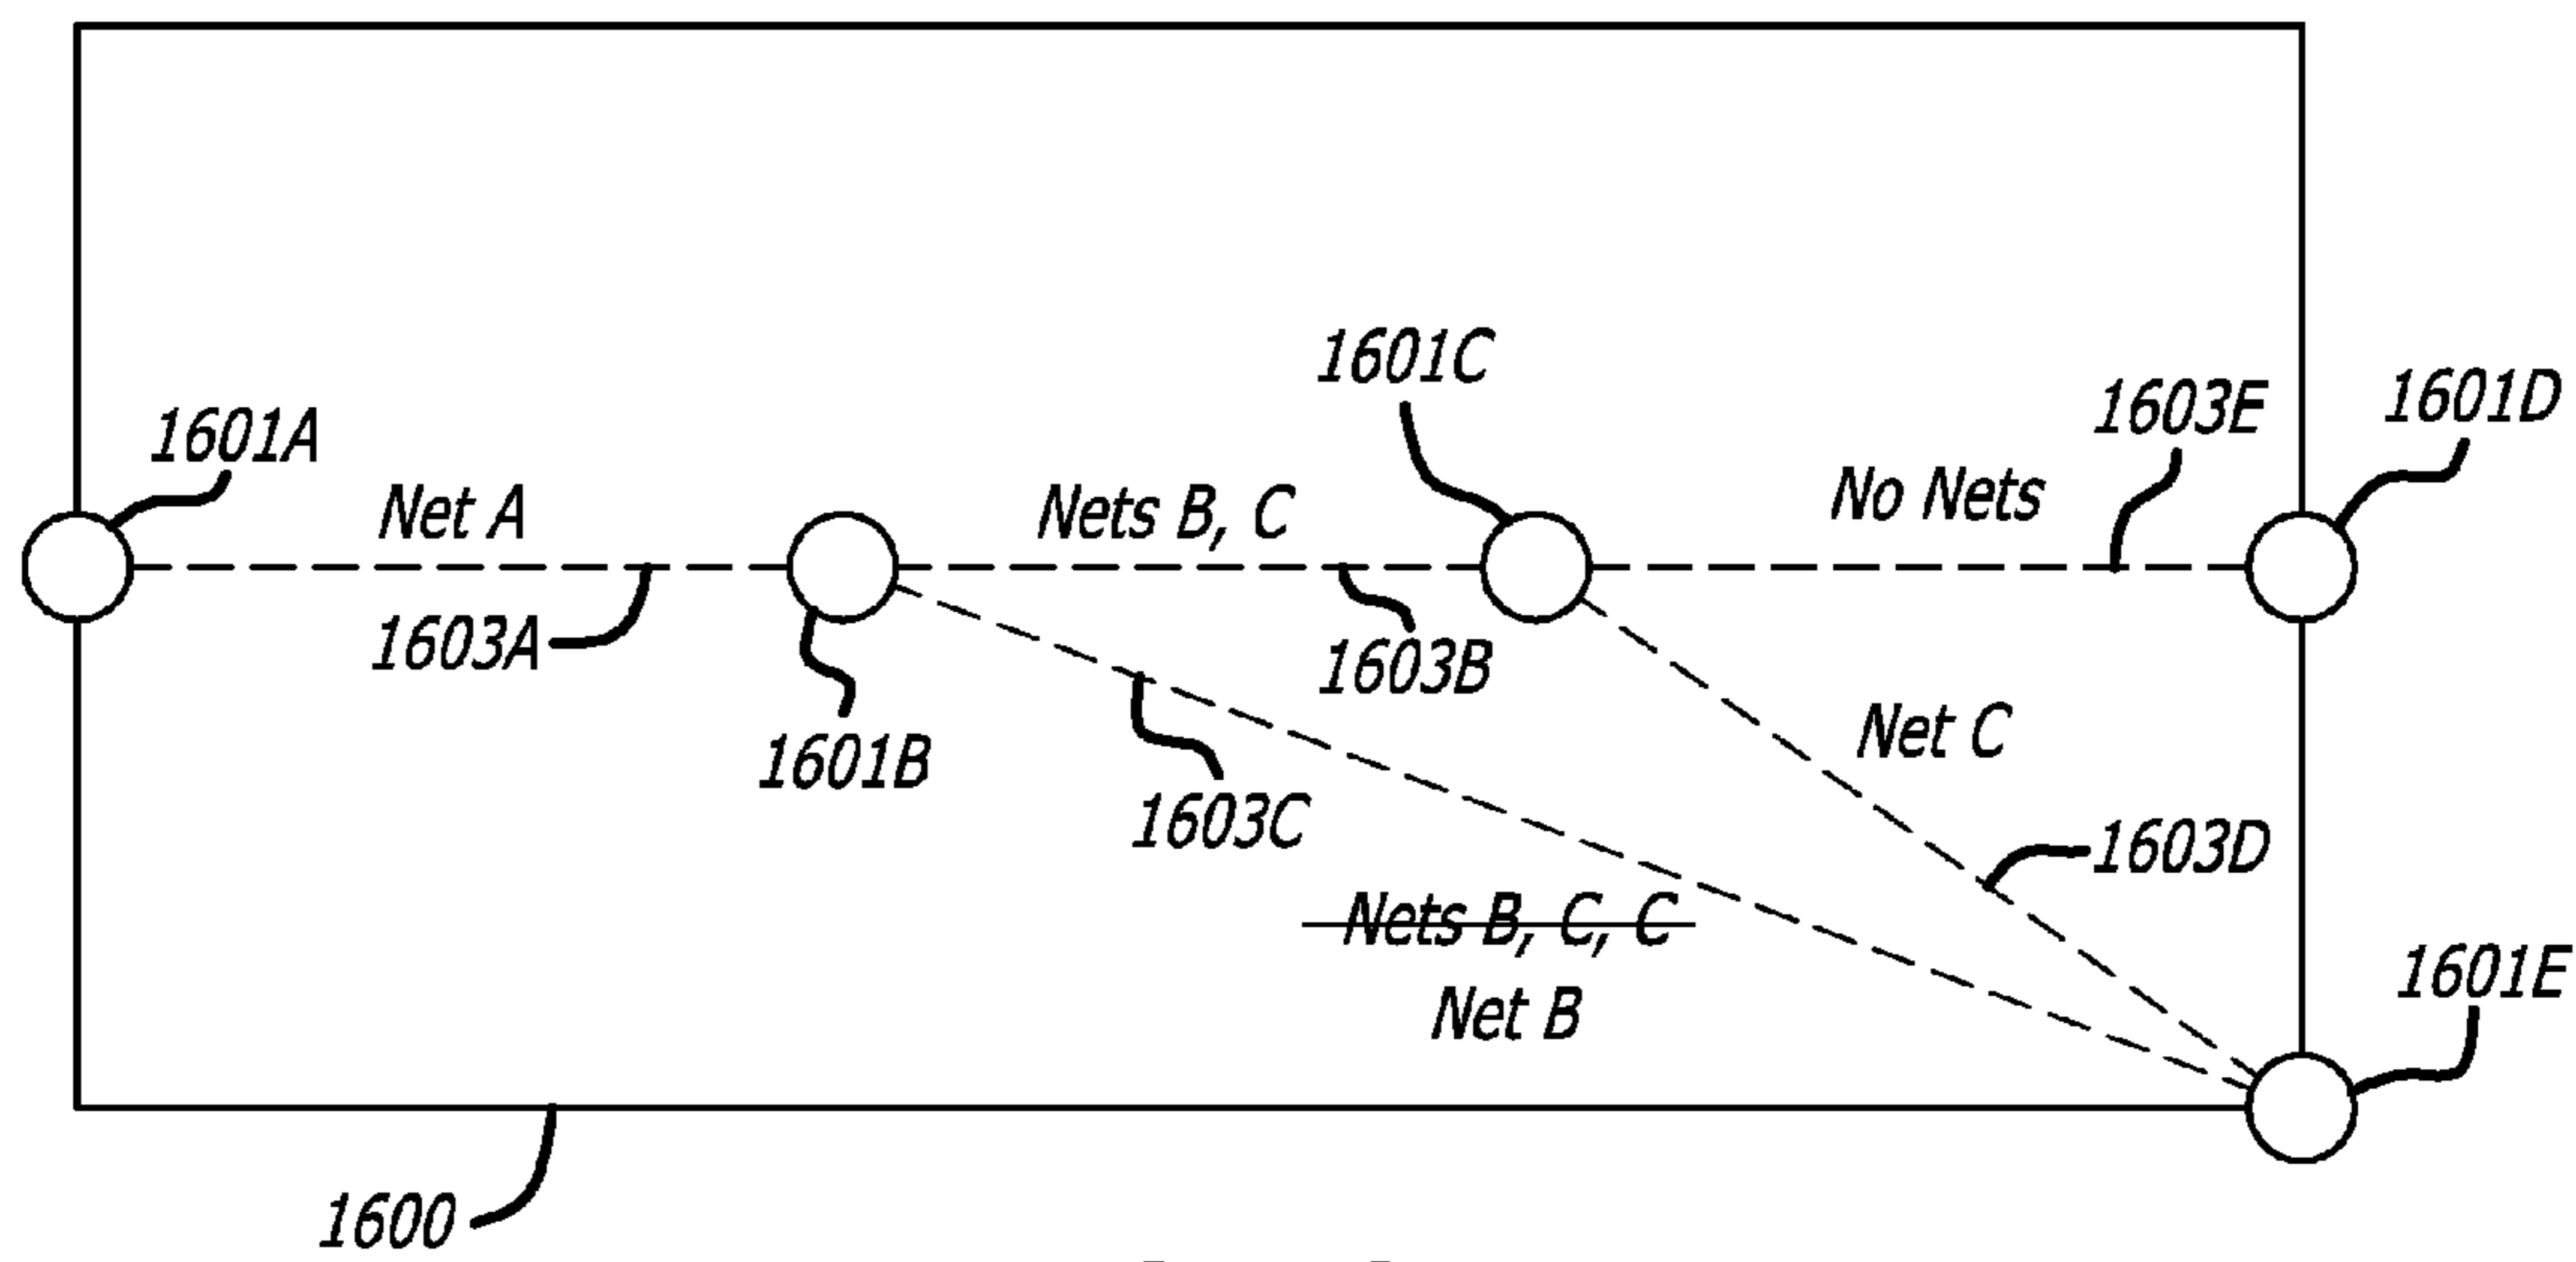 1601C
1601D
1603E
1601A
No Nets
Net A
Nets B, C
1603A
1603B
Net C
1601B
1603C
1603D
Nets B, C, C
1601E
Net B
1600